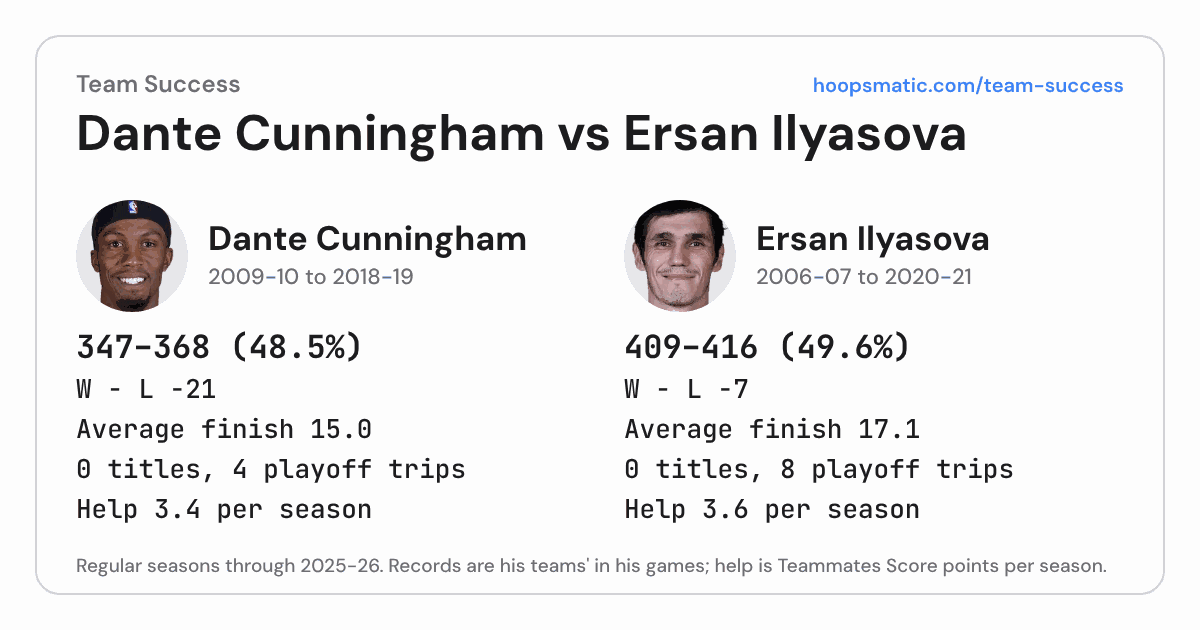 Team Success
hoopsmatic.com/team-success
Dante Cunningham vs Ersan Ilyasova
Dante Cunningham
2009–10 to 2018–19
347–368 (48.5%)
W - L -21
Average finish 15.0
0 titles, 4 playoff trips
Help 3.4 per season
Ersan Ilyasova
2006–07 to 2020–21
409–416 (49.6%)
W - L -7
Average finish 17.1
0 titles, 8 playoff trips
Help 3.6 per season
Regular seasons through 2025-26. Records are his teams' in his games; help is Teammates Score points per season.